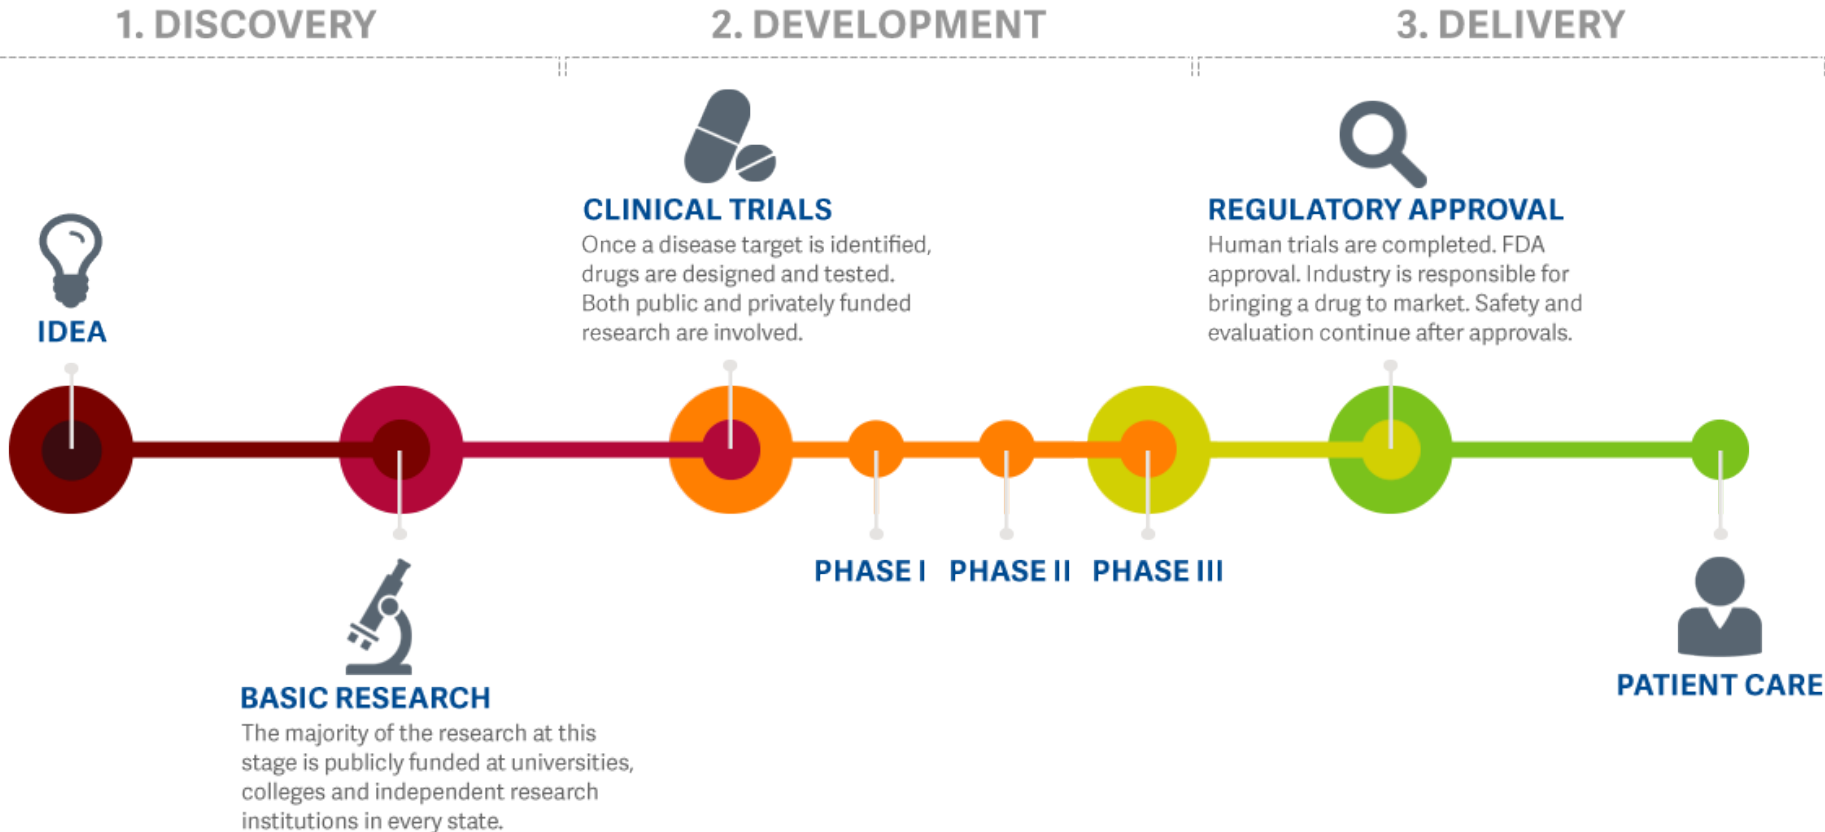 1. DISCOVERY
2. DEVELOPMENT
3. DELIVERY
IDEA
BASIC RESEARCH
The majority of the research at this
stage is publicly funded at universities,
colleges and independent research
institutions in every state.
CLINICAL TRIALS
Once a disease target is identified,
drugs are designed and tested.
Both public and privately funded
research are involved.
PHASE I
PHASE II
PHASE III
REGULATORY APPROVAL
Human trials are completed. FDA
approval. Industry is responsible for
bringing a drug to market. Safety and
evaluation continue after approvals.
PATIENT CARE